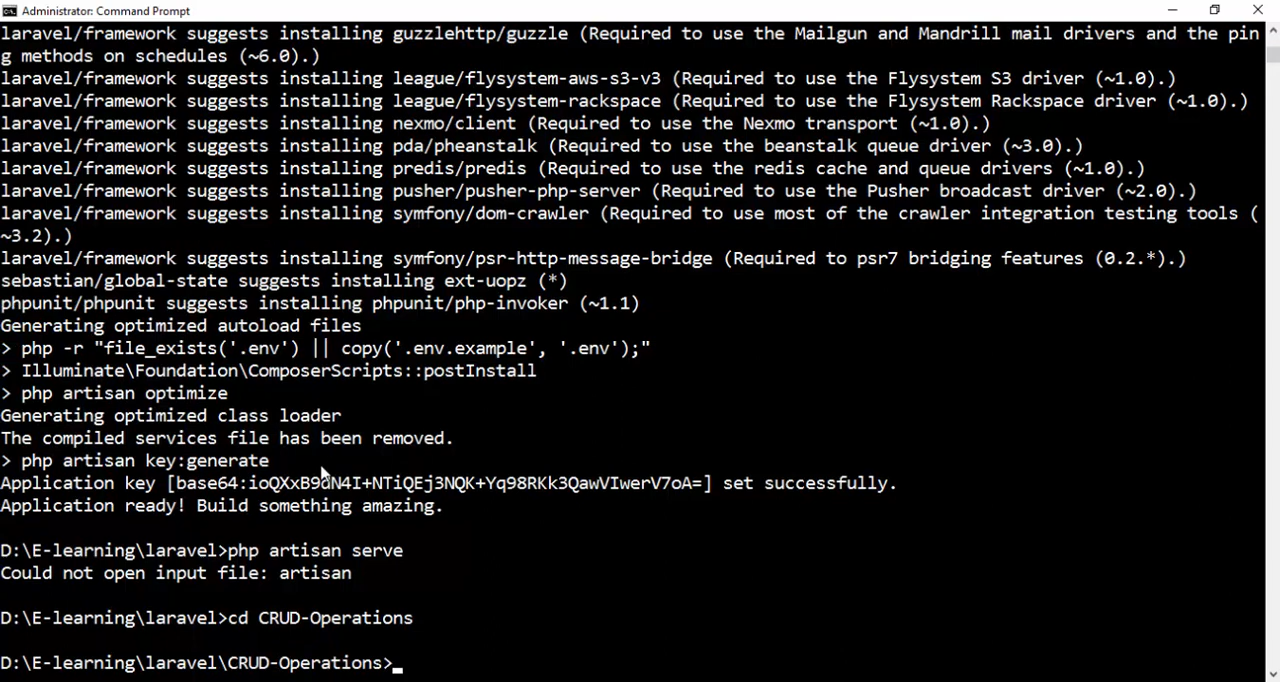 Administrator: Command Prompt
laravel/framework suggests installing guzzlehttp/guzzle (Required to use the Mailgun and Mandrill mail drivers and the pin
g methods on schedules (~6.0).)
laravel/framework suggests installing league/flysystem-aws-s3-v3 (Required to use the Flysystem S3 driver (~1.0).)
laravel/framework suggests installing league/flysystem-rackspace (Required to use the Flysystem Rackspace driver (~1.0).)
laravel/framework suggests installing nexmo/client (Required to use the Nexmo transport (~1.0).)
laravel/framework suggests installing pda/pheanstalk (Required to use the beanstalk queue driver (~3.0).)
laravel/framework suggests installing predis/predis (Required to use the redis cache and queue drivers (~1.0).)
laravel/framework suggests installing pusher/pusher-php-server (Required to use the Pusher broadcast driver (~2.0).)
laravel/framework suggests installing symfony/dom-crawler (Required to use most of the crawler integration testing tools (
~3.2).)
laravel/framework suggests installing symfony/psr-http-message-bridge (Required to use psr7 bridging features (0.2.*).)
sebastian/global-state suggests installing ext-uopz (*)
phpunit/phpunit suggests installing phpunit/php-invoker (~1.1)
Generating optimized autoload files
> php -r "file_exists('.env') || copy('.env.example', '.env');"
> Illuminate\Foundation\ComposerScripts::postInstall
> php artisan optimize
Generating optimized class loader
The compiled services file has been removed.
> php artisan key:generate
Application key [base64:ioQXxB9dN4I+NTiQEj3NQK+Yq98RKk3QawVIwerV7oA=] set successfully.
Application ready! Build something amazing.
D:\E-learning\laravel>php artisan serve
Could not open input file: artisan
D:\E-learning\laravel>cd CRUD-Operations
D:\E-learning\laravel\CRUD-Operations>